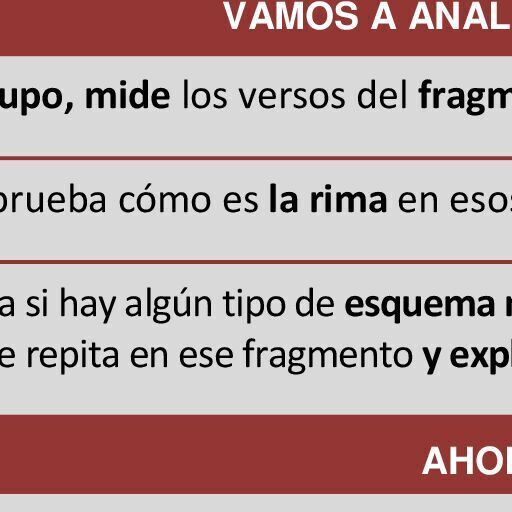 VAMOS A ANAL
upo, mide los versos del fragm
prueba cómo es la rima en esos
a si hay algún tipo de esquema
e repita en ese fragmento y expl
AHO